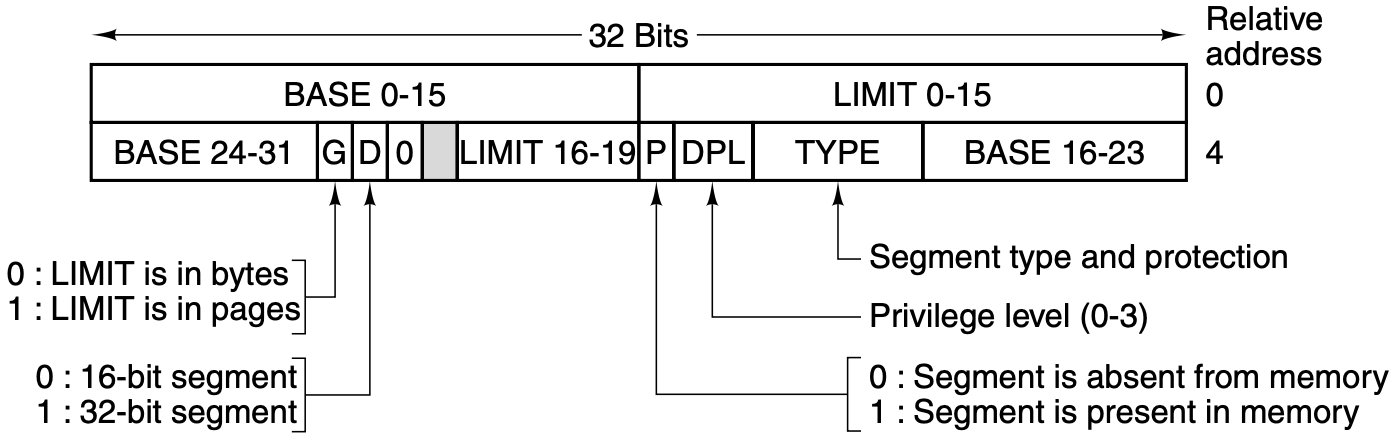 32 Bits
Relative
address
BASE 0-15 LIMIT 0-15 0
BASE 24-31 G D 0 LIMIT 16-19 P DPL TYPE BASE 16-23 4
0 : LIMIT is in bytes
1 : LIMIT is in pages
0 : 16-bit segment
1 : 32-bit segment
Segment type and protection
Privilege level (0-3)
0 : Segment is absent from memory
1 : Segment is present in memory